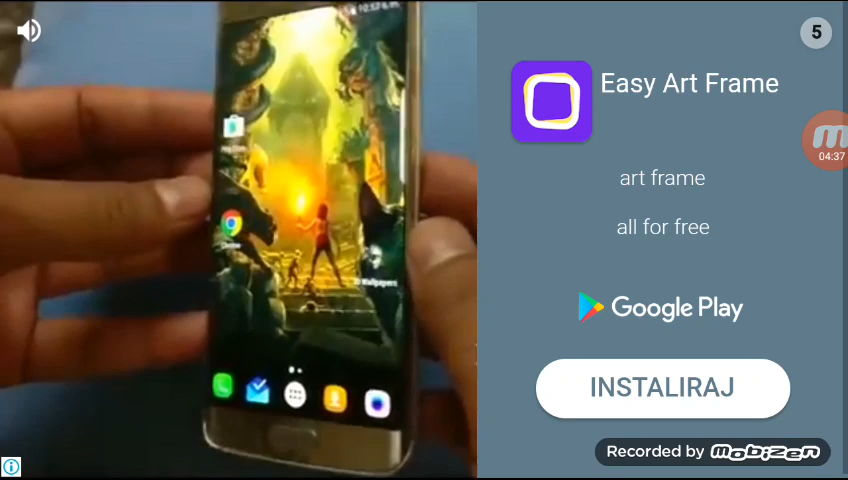 5
Easy Art Frame
04:37
art frame
all for free
Google Play
INSTALIRAJ
Recorded by mobizen